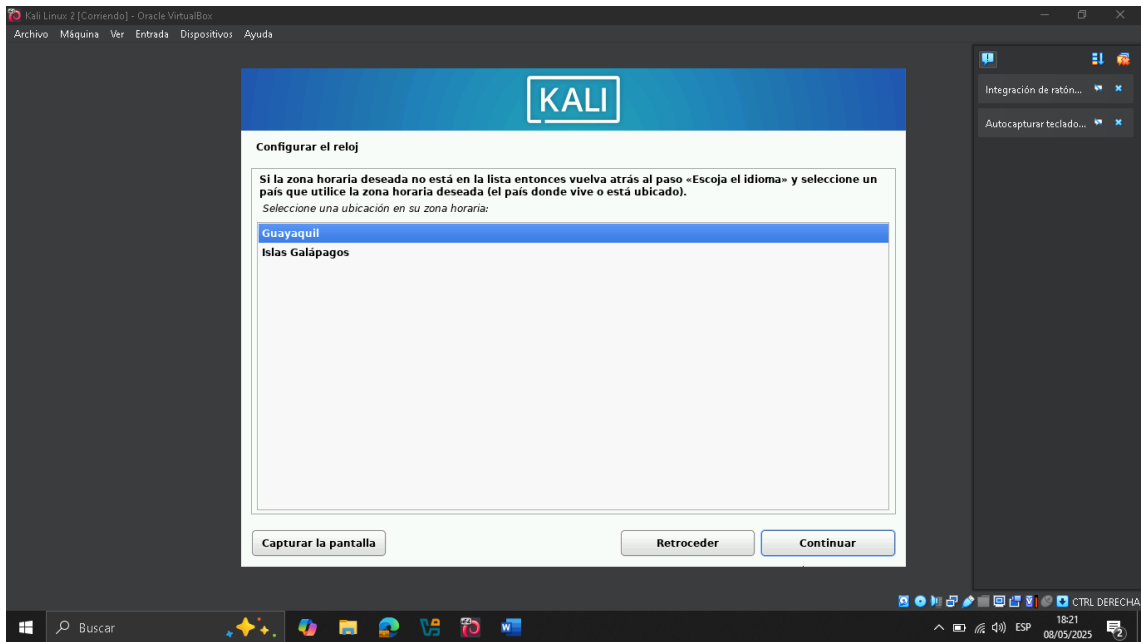 Kali Linux 2 [Corriendo] - Oracle VirtualBox
Archivo Máquina Ver Entrada Dispositivos Ayuda
Integración de ratón...
Autocapturar teclado...
KALI
Configurar el reloj
Si la zona horaria deseada no está en la lista entonces vuelva atrás al paso «Escoja el idioma» y seleccione un
país que utilice la zona horaria deseada (el país donde vive o está ubicado).
Seleccione una ubicación en su zona horaria:
Guayaquil
Islas Galápagos
Capturar la pantalla
Retroceder
Continuar
CTRL DERECHA
Buscar
ESP
18:21
08/05/2025
2